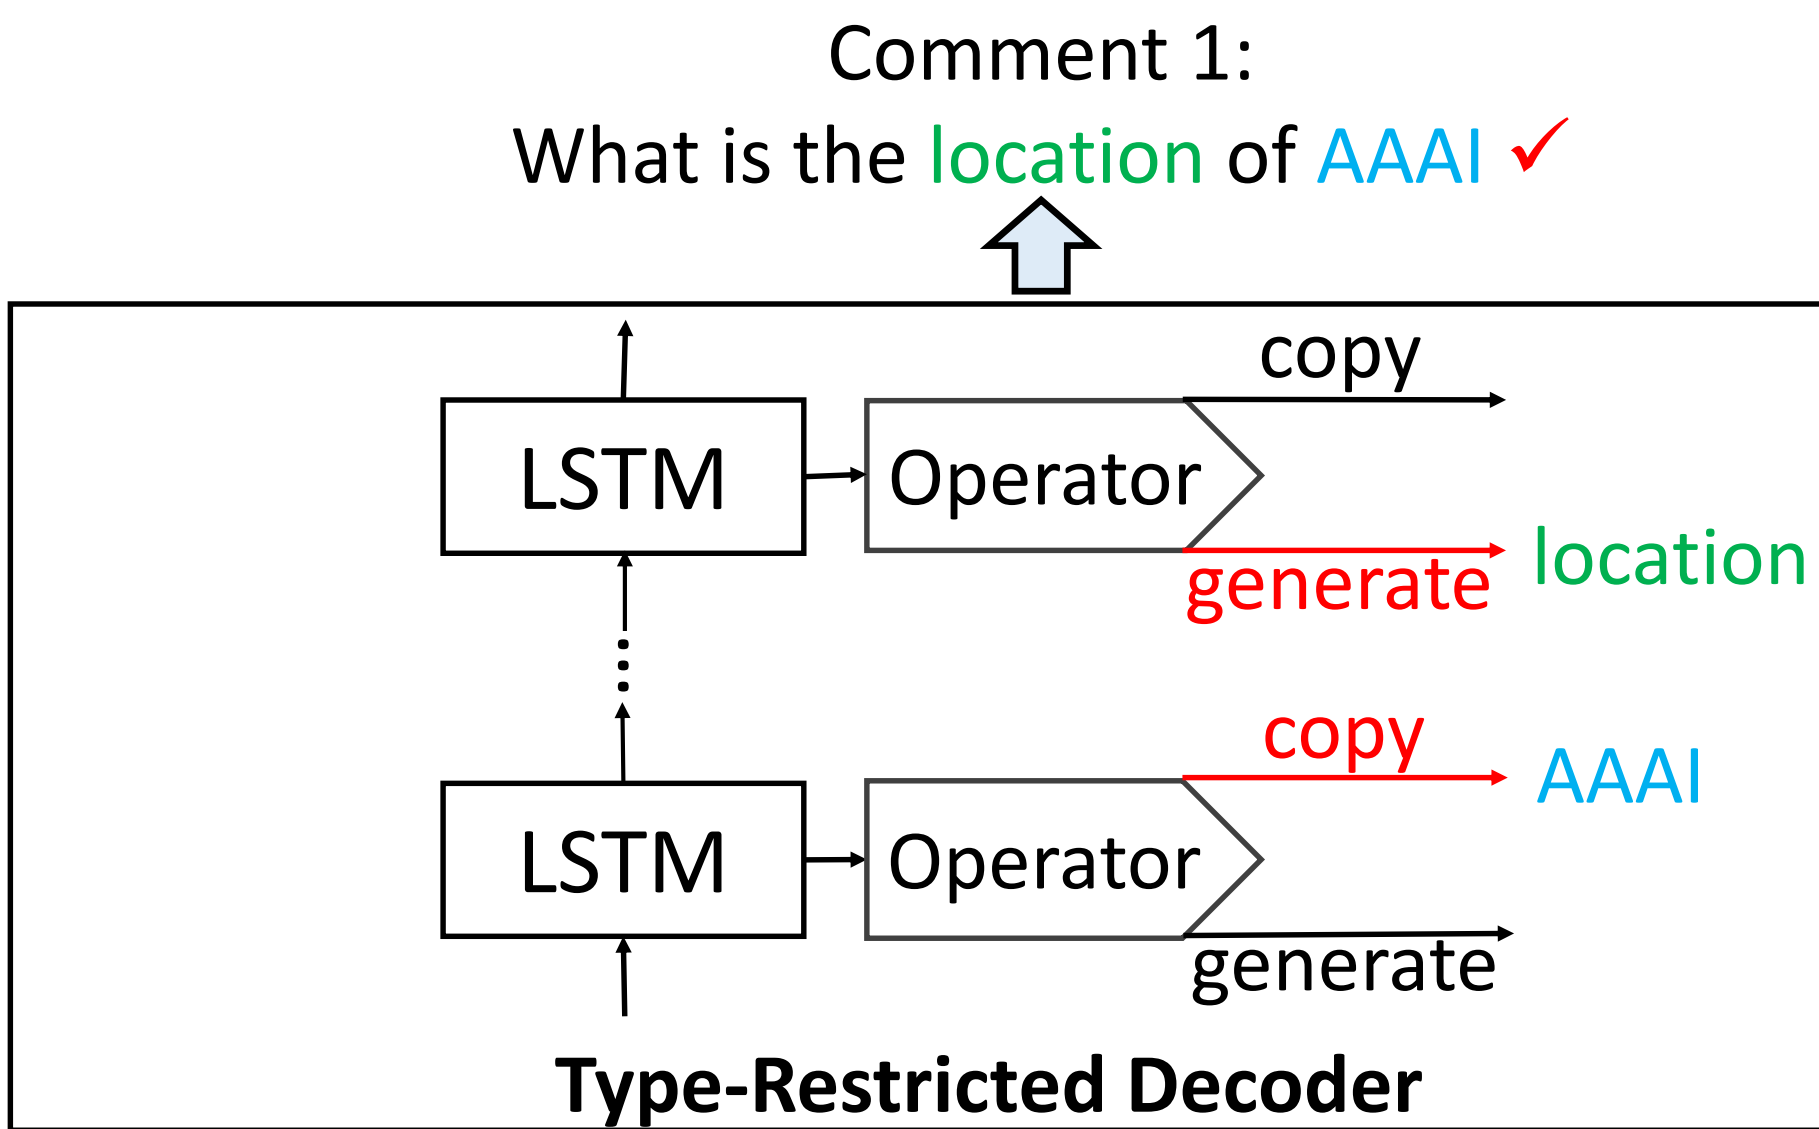 Comment 1:
What is the location of AAAI ✓
copy
LSTM
Operator
generate
location
copy
AAAI
LSTM
Operator
generate
Type-Restricted Decoder